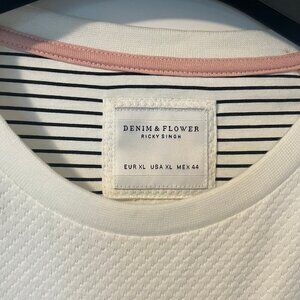 DENIM & FLOWER
RICKY SINGH
EUR XL USA XL MEX 44